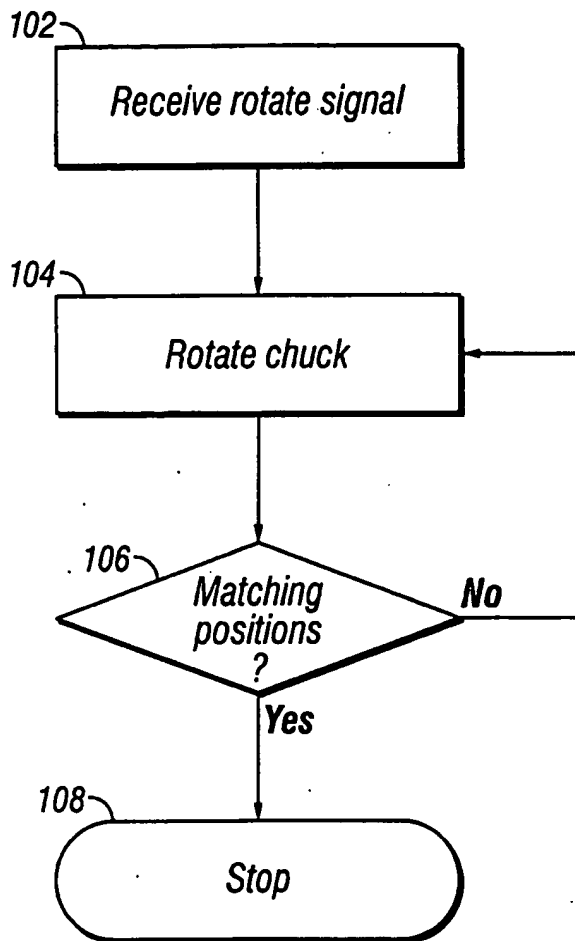 102
Receive rotate signal
104
Rotate chuck
106
Matching
positions
?
No
Yes
108
Stop